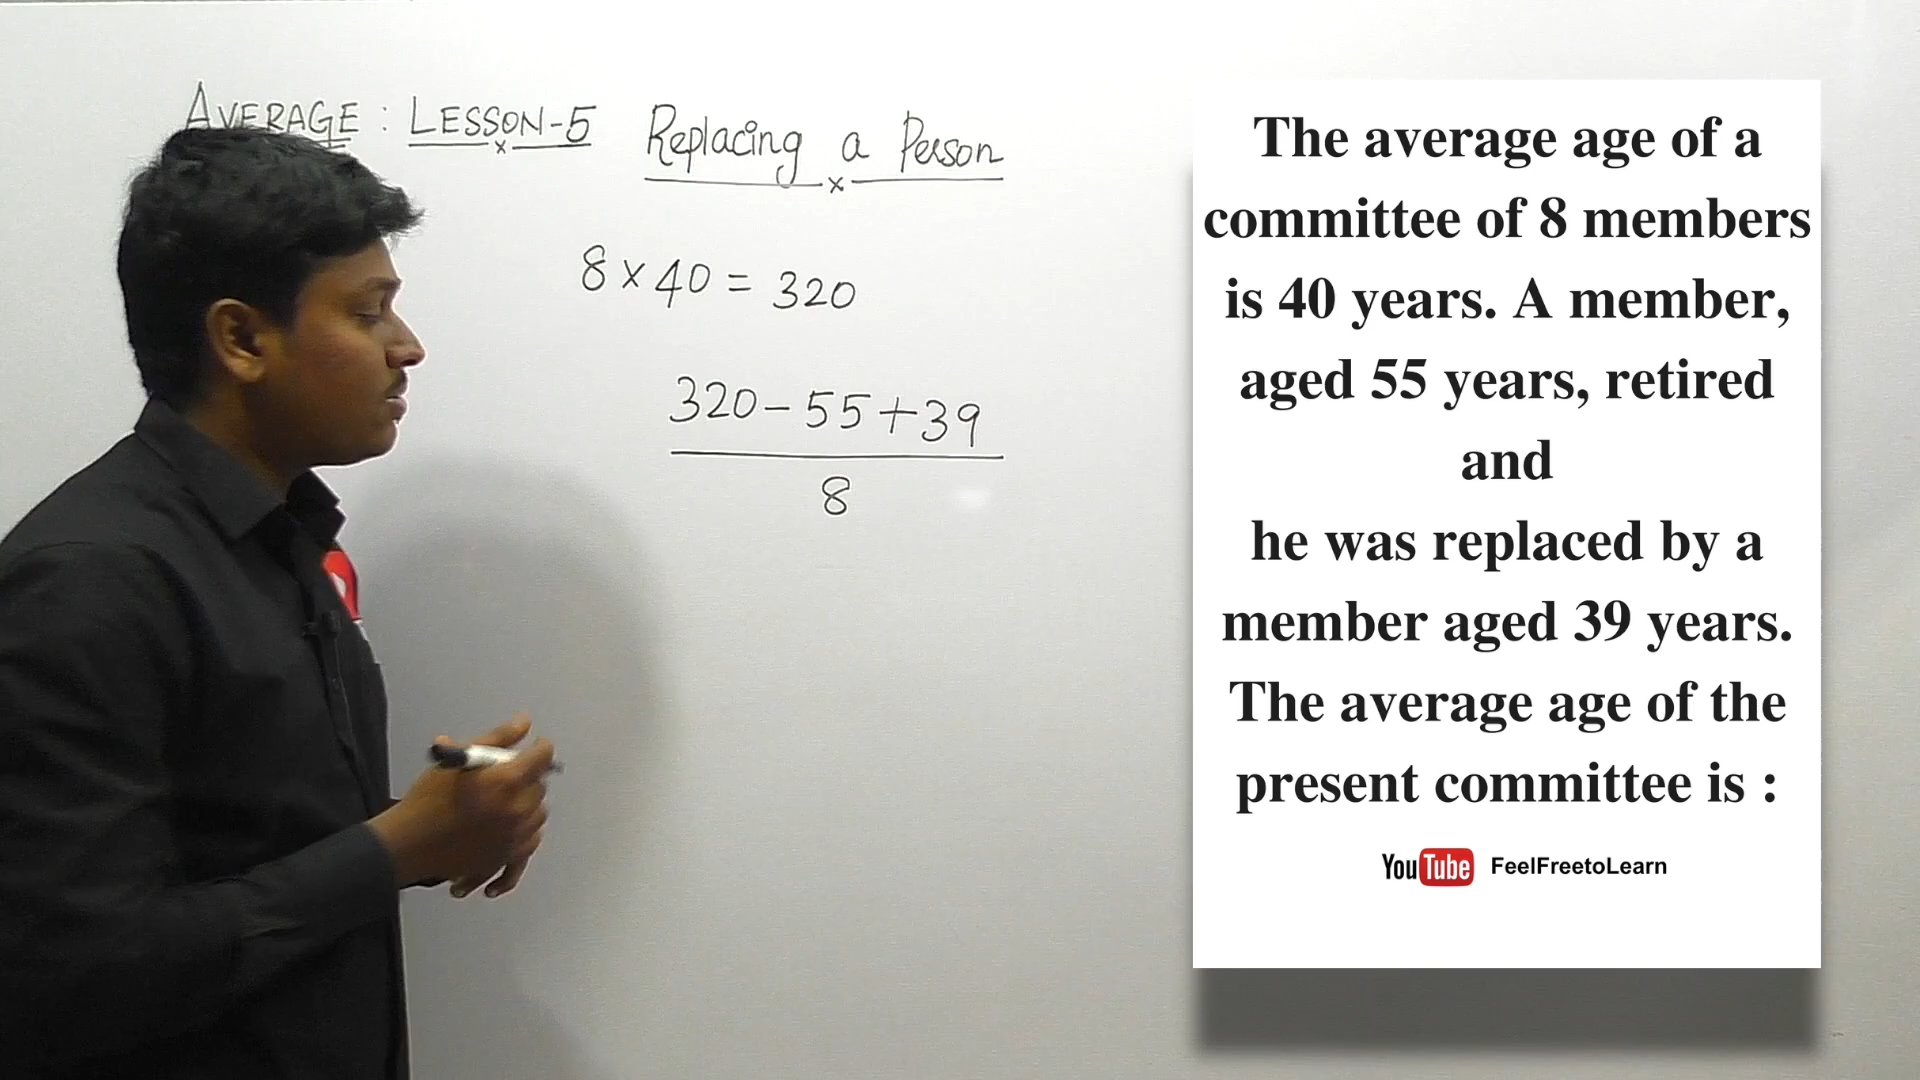 AVERAGE : LESSON-5
Replacing a Person
8 × 40 = 320
320 - 55 + 39
8
The average age of a
committee of 8 members
is 40 years. A member,
aged 55 years, retired
and
he was replaced by a
member aged 39 years.
The average age of the
present committee is :
YouTube FeelFreetoLearn